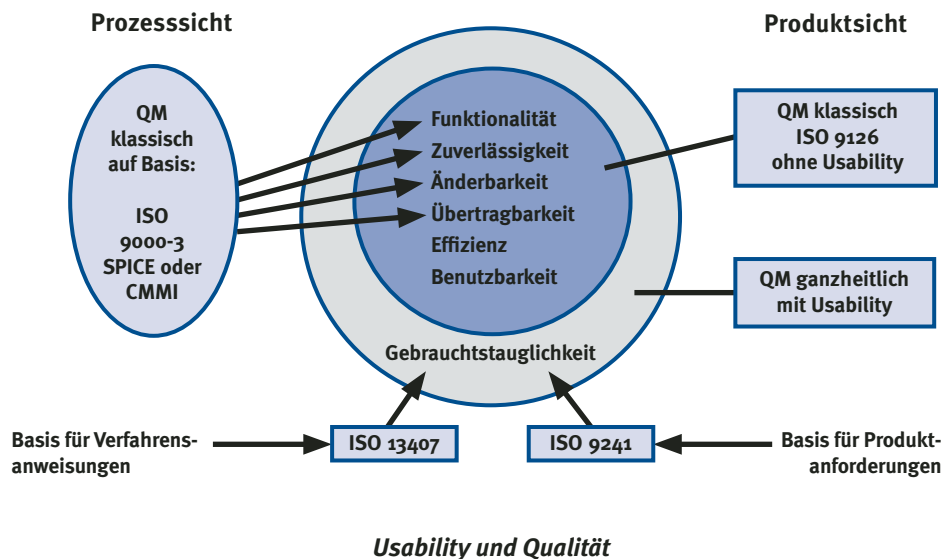 Prozesssicht
Produktsicht
QM
klassisch
auf Basis:
ISO
9000-3
SPICE oder
CMMI
Funktionalität
Zuverlässigkeit
Änderbarkeit
Übertragbarkeit
Effizienz
Benutzbarkeit
QM klassisch
ISO 9126
ohne Usability
QM ganzheitlich
mit Usability
Gebrauchtstauglichkeit
Basis für Verfahrens-
anweisungen
ISO 13407
ISO 9241
Basis für Produkt-
anforderungen
Usability und Qualität